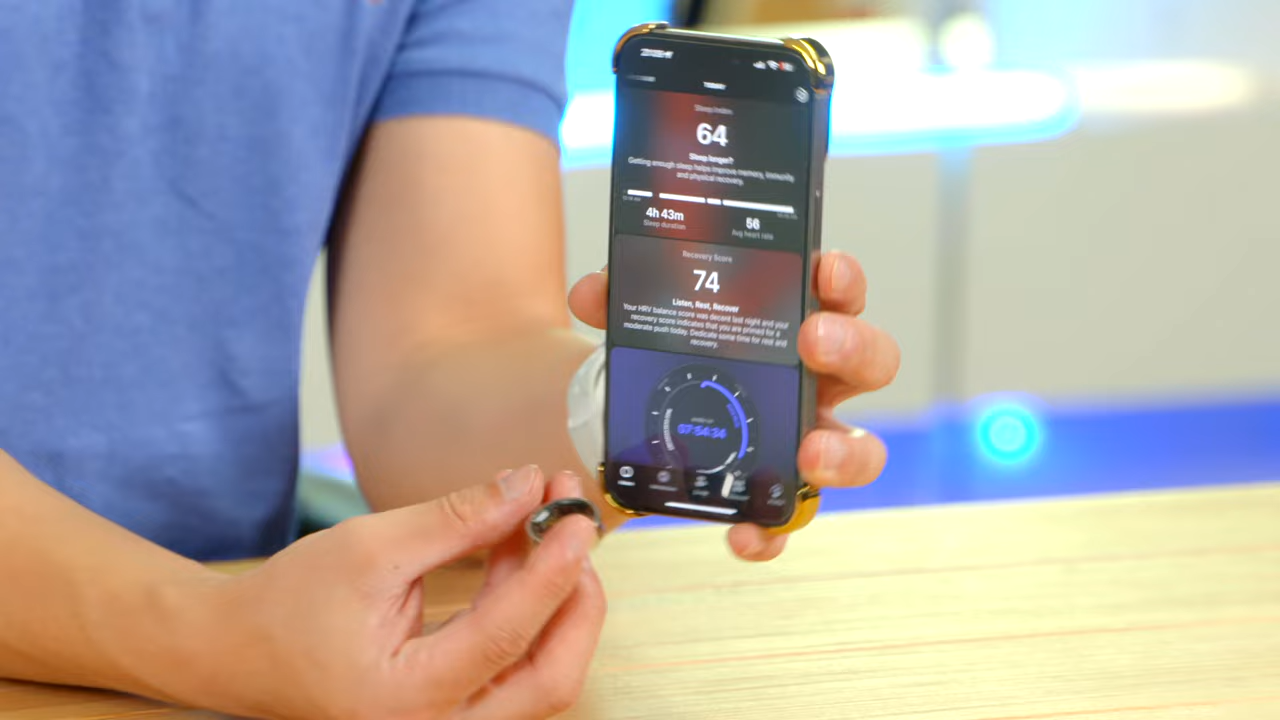 TODAY
Sleep Index
64
Sleep longer?
Getting enough sleep helps improve memory, immunity
and physical recovery.
4h 43m
56
Sleep duration
Avg heart rate
Recovery Score
74
Listen, Rest, Recover
Your HRV balance score was decent last night and your
recovery score indicates that you are primed for a
moderate push today. Dedicate some time for rest and
recovery.
07:54:34